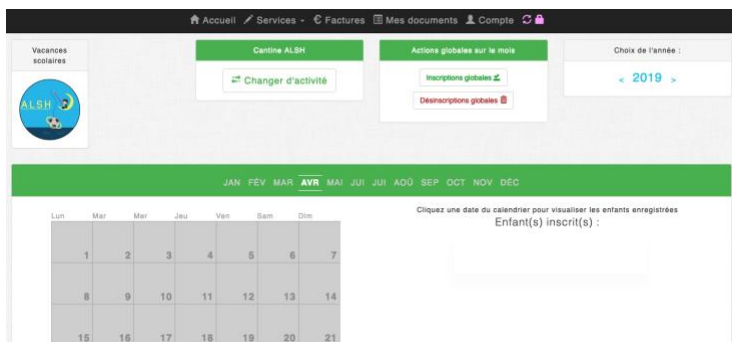 Accueil Services - € Factures Mes documents Compte
Vacances
scolaires
ALSH
Cantine ALSH
Changer d'activité
Actions globales sur le mois
Inscriptions globales
Désinscriptions globales
Choix de l'année :
< 2019 >
JAN FÉV MAR AVR MAI JUI JUI AOÛ SEP OCT NOV DÉC
Lun Mar Mer Jeu Ven Sam Dim
1 2 3 4 5 6 7
8 9 10 11 12 13 14
15 16 17 18 19 20 21
Cliquez une date du calendrier pour visualiser les enfants enregistrées
Enfant(s) inscrit(s) :